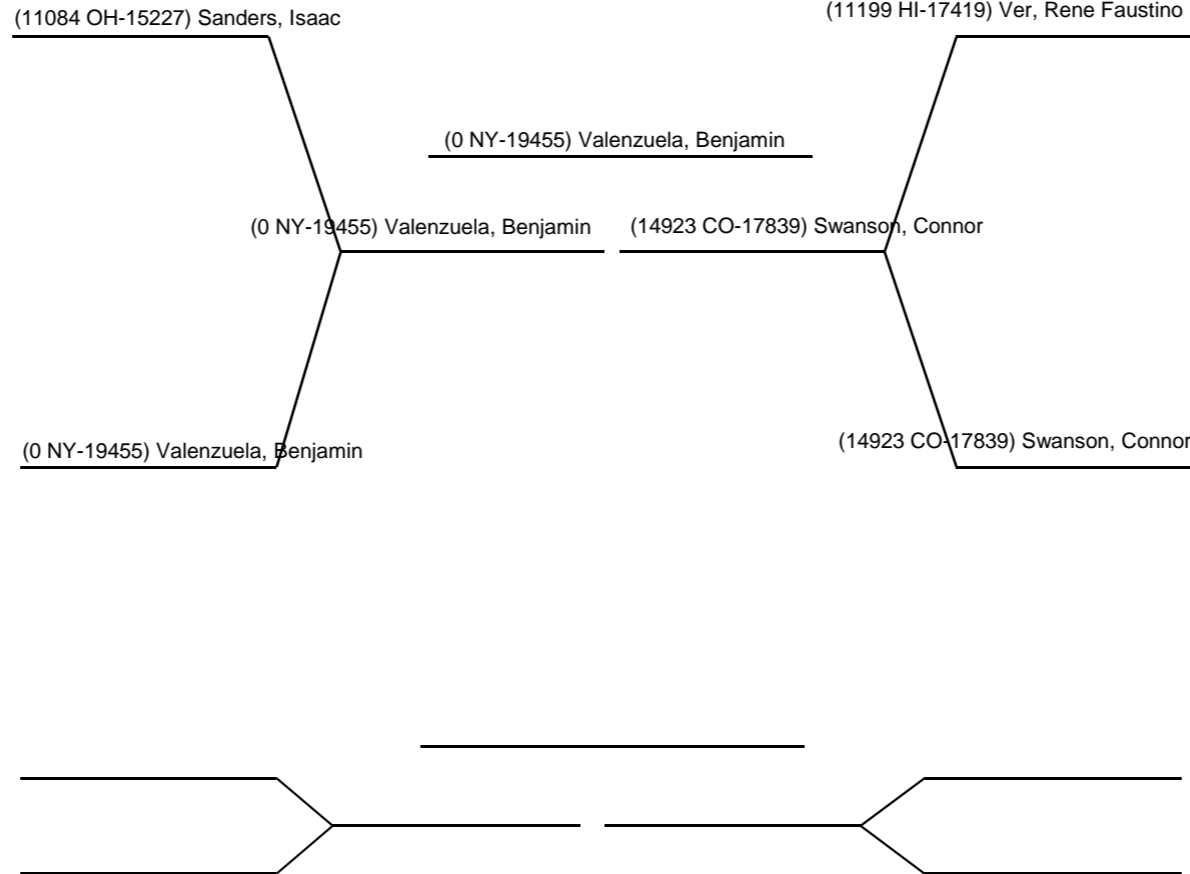 (11084 OH-15227) Sanders, Isaac
(11199 HI-17419) Ver, Rene Faustino
(0 NY-19455) Valenzuela, Benjamin
(0 NY-19455) Valenzuela, Benjamin
(14923 CO-17839) Swanson, Connor
(0 NY-19455) Valenzuela, Benjamin
(14923 CO-17839) Swanson, Connor